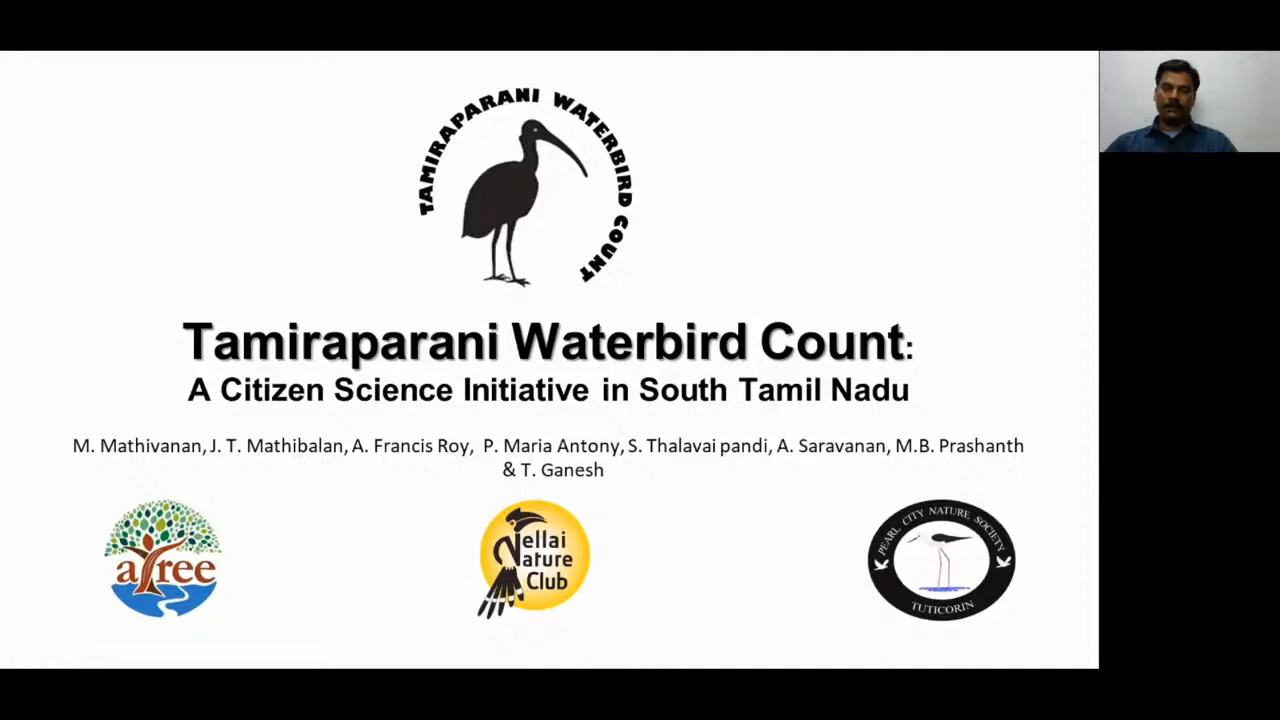 TAMIRAPARANI WATERBIRD COUNT
Tamiraparani Waterbird Count:
A Citizen Science Initiative in South Tamil Nadu
M. Mathivanan, J. T. Mathibalan, A. Francis Roy, P. Maria Antony, S. Thalavai pandi, A. Saravanan, M.B. Prashanth
& T. Ganesh
atree
Nellai
Nature
Club
PEARL CITY NATURE SOCIETY
TUTICORIN